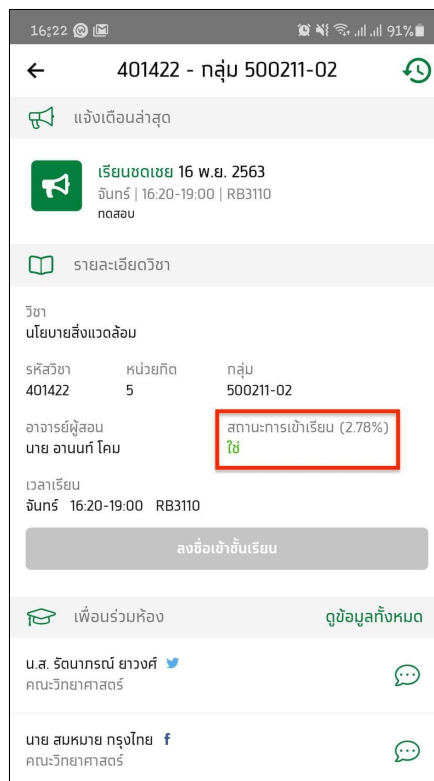 16:22 91%
401422 - กลุ่ม 500211-02
แจ้งเตือนล่าสุด
เรียนชดเชย 16 พ.ย. 2563
จันทร์ | 16:20-19:00 | RB3110
ทดสอบ
รายละเอียดวิชา
วิชา
นโยบายสิ่งแวดล้อม
รหัสวิชา หน่วยกิต กลุ่ม
401422 5 500211-02
อาจารย์ผู้สอน สถานะการเข้าเรียน (2.78%)
นาย อานนท์ โคม ใช่
เวลาเรียน
จันทร์ 16:20-19:00 RB3110
ลงชื่อเข้าชั้นเรียน
เพื่อนร่วมห้อง ดูข้อมูลทั้งหมด
น.ส. รัตนาภรณ์ ยาวงศ์
คณะวิทยาศาสตร์
นาย สมหมาย กรุงไทย
คณะวิทยาศาสตร์